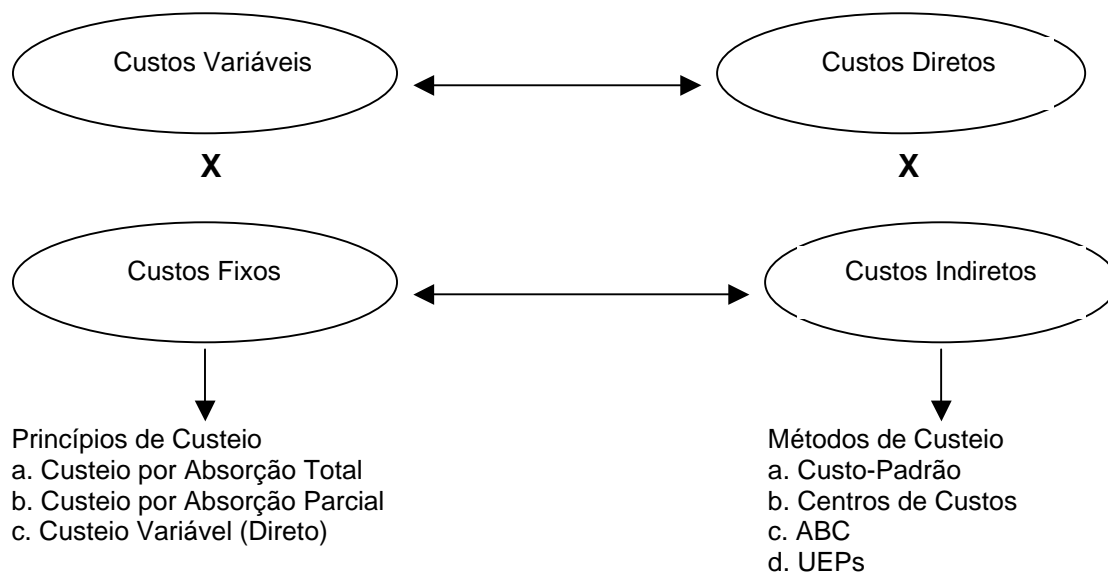 Custos Variáveis
Custos Diretos
X
X
Custos Fixos
Custos Indiretos
Princípios de Custeio
a. Custeio por Absorção Total
b. Custeio por Absorção Parcial
c. Custeio Variável (Direto)
Métodos de Custeio
a. Custo-Padrão
b. Centros de Custos
c. ABC
d. UEPs